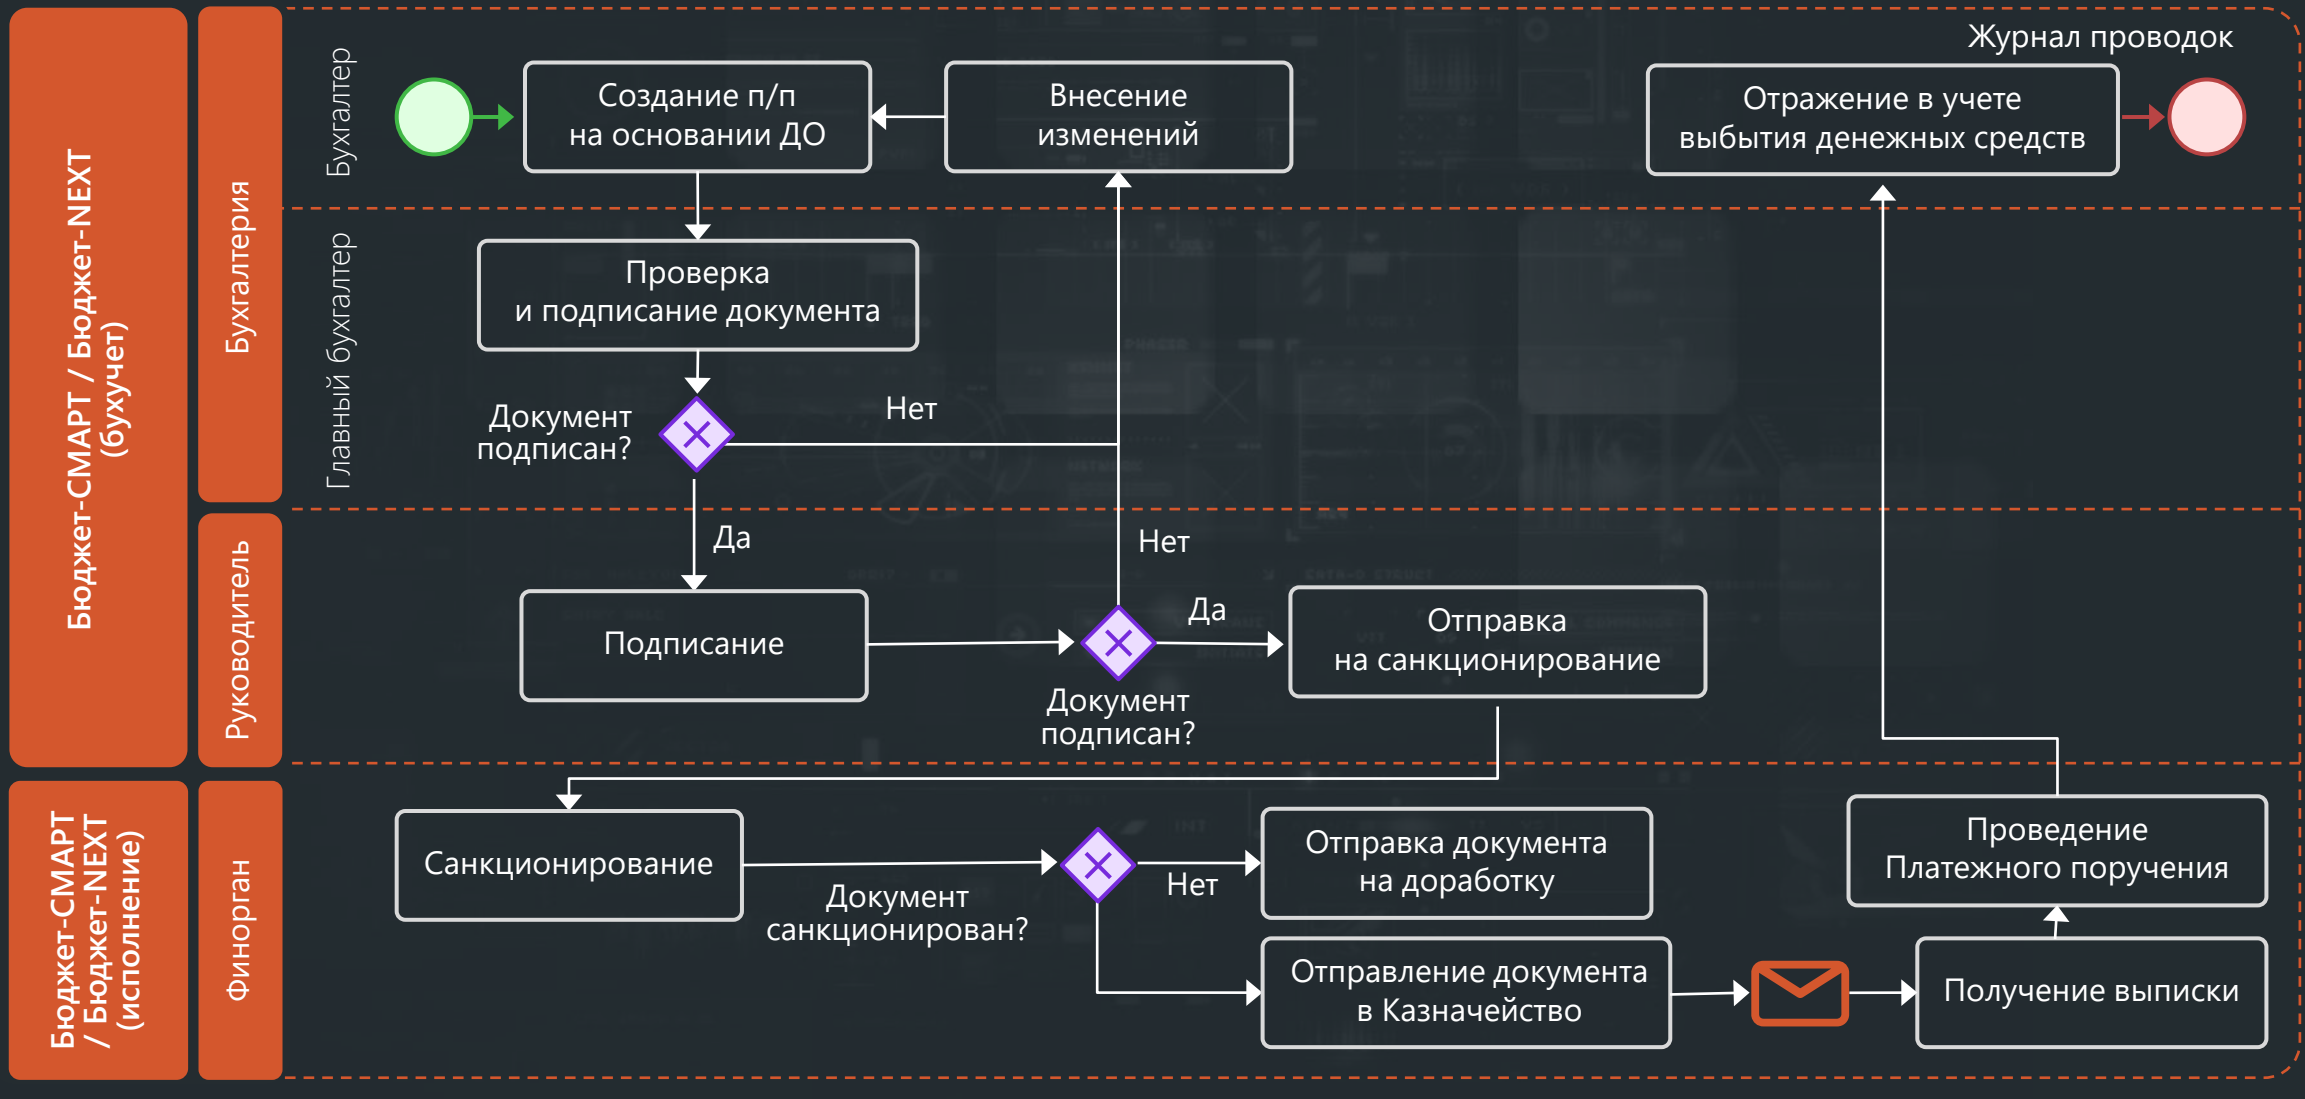 Бюджет-СМАРТ / Бюджет-NEXT
(бухучет)
Бухгалтерия
Бухгалтер
Создание п/п
на основании ДО
Внесение
изменений
Журнал проводок
Отражение в учете
выбытия денежных средств
Главный бухгалтер
Проверка
и подписание документа
Документ
подписан?
Нет
Да
Руководитель
Подписание
Нет
Да
Документ
подписан?
Отправка
на санкционирование
Бюджет-СМАРТ
/ Бюджет-NEXT
(исполнение)
Финорган
Санкционирование
Документ
санкционирован?
Нет
Отправка документа
на доработку
Отправление документа
в Казначейство
Получение выписки
Проведение
Платежного поручения